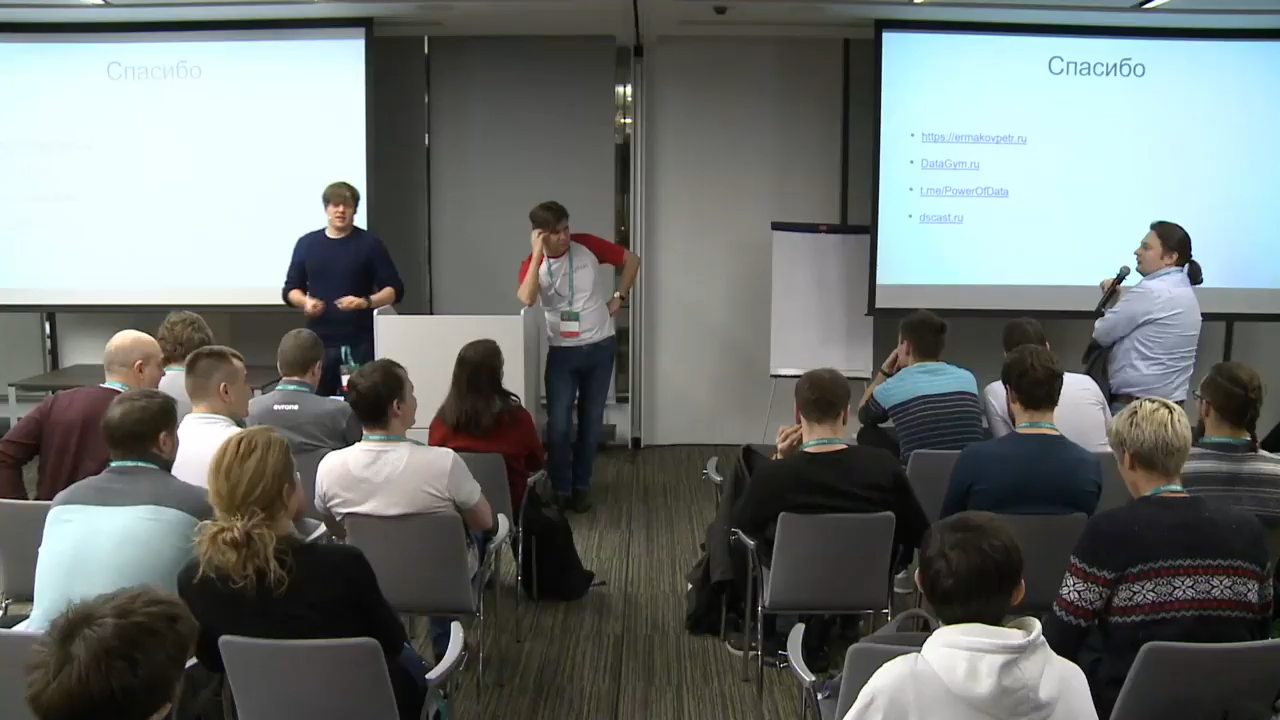 Спасибо
Спасибо
https://ermakovpetr.ru
DataGym.ru
t.me/PowerOfData
dscast.ru
evrone